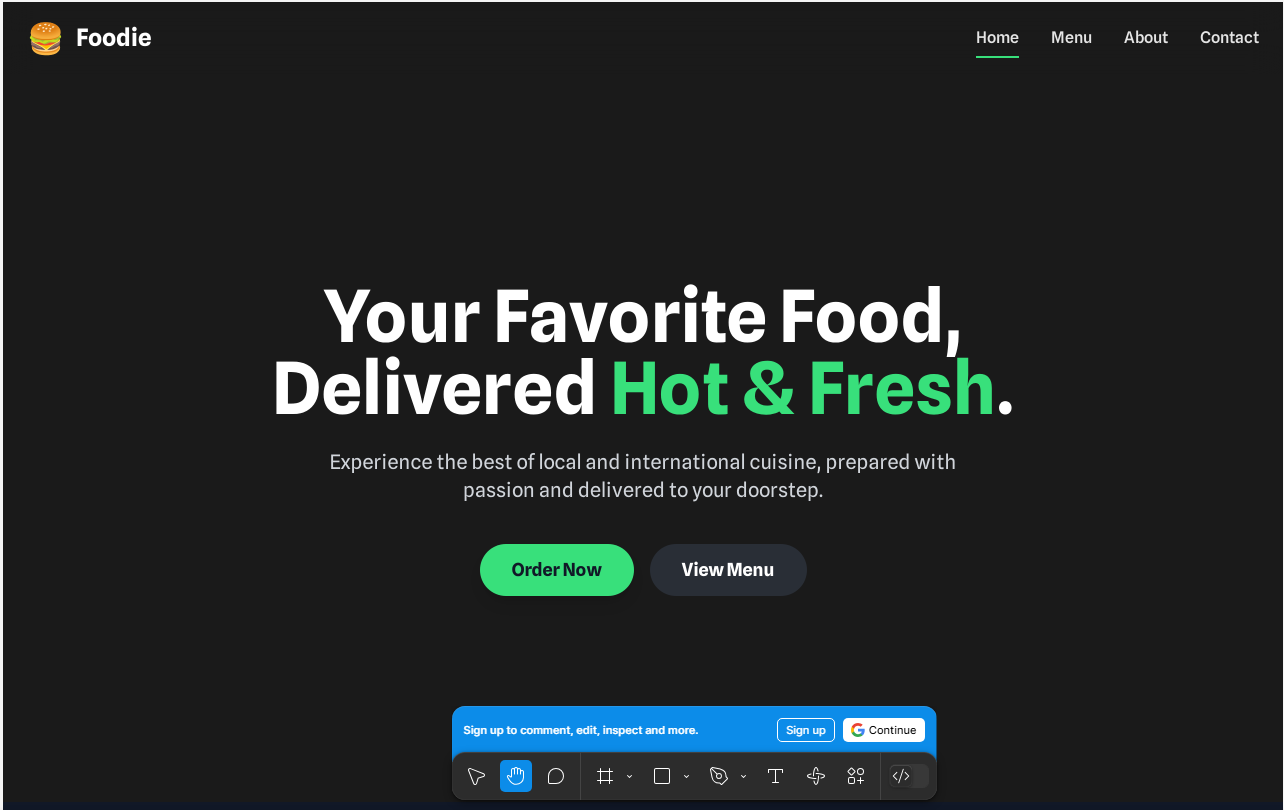 Foodie
Home
Menu
About
Contact
Your Favorite Food,
Delivered Hot & Fresh.
Experience the best of local and international cuisine, prepared with
passion and delivered to your doorstep.
Order Now
View Menu
Sign up to comment, edit, inspect and more.
Sign up
Continue